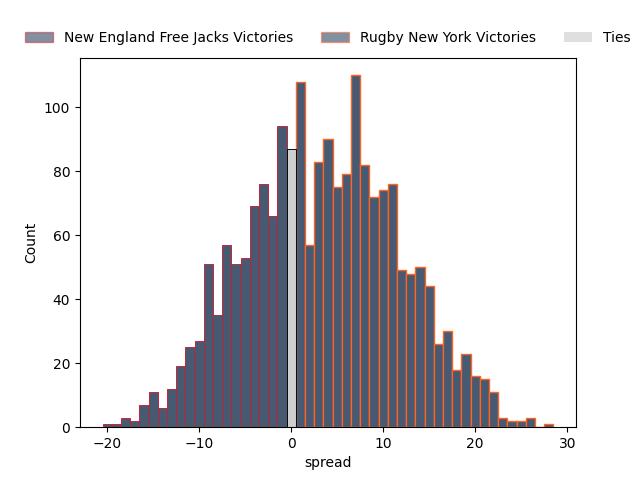 New England Free Jacks Victories Rugby New York Victories Ties
100
80
60
40
20
0
Count
−20 −10 0 10 20 30
spread